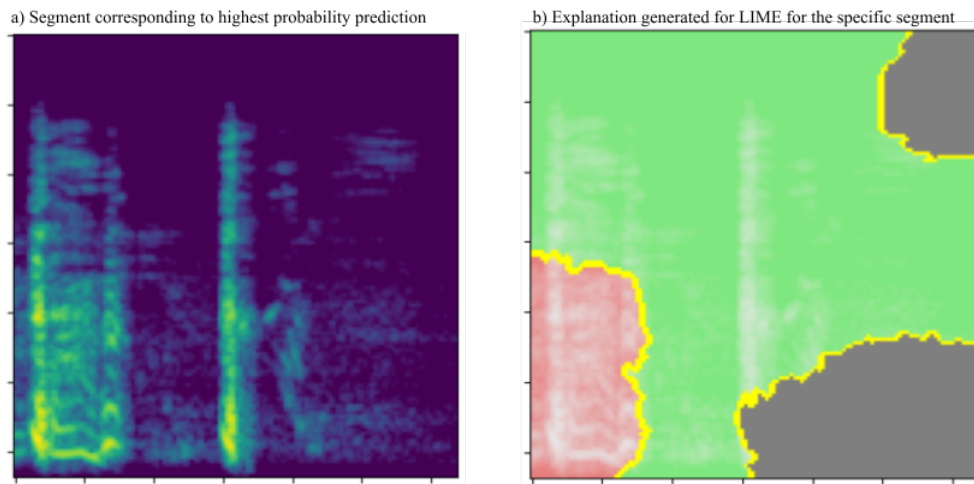 a) Segment corresponding to highest probability prediction
b) Explanation generated for LIME for the specific segment